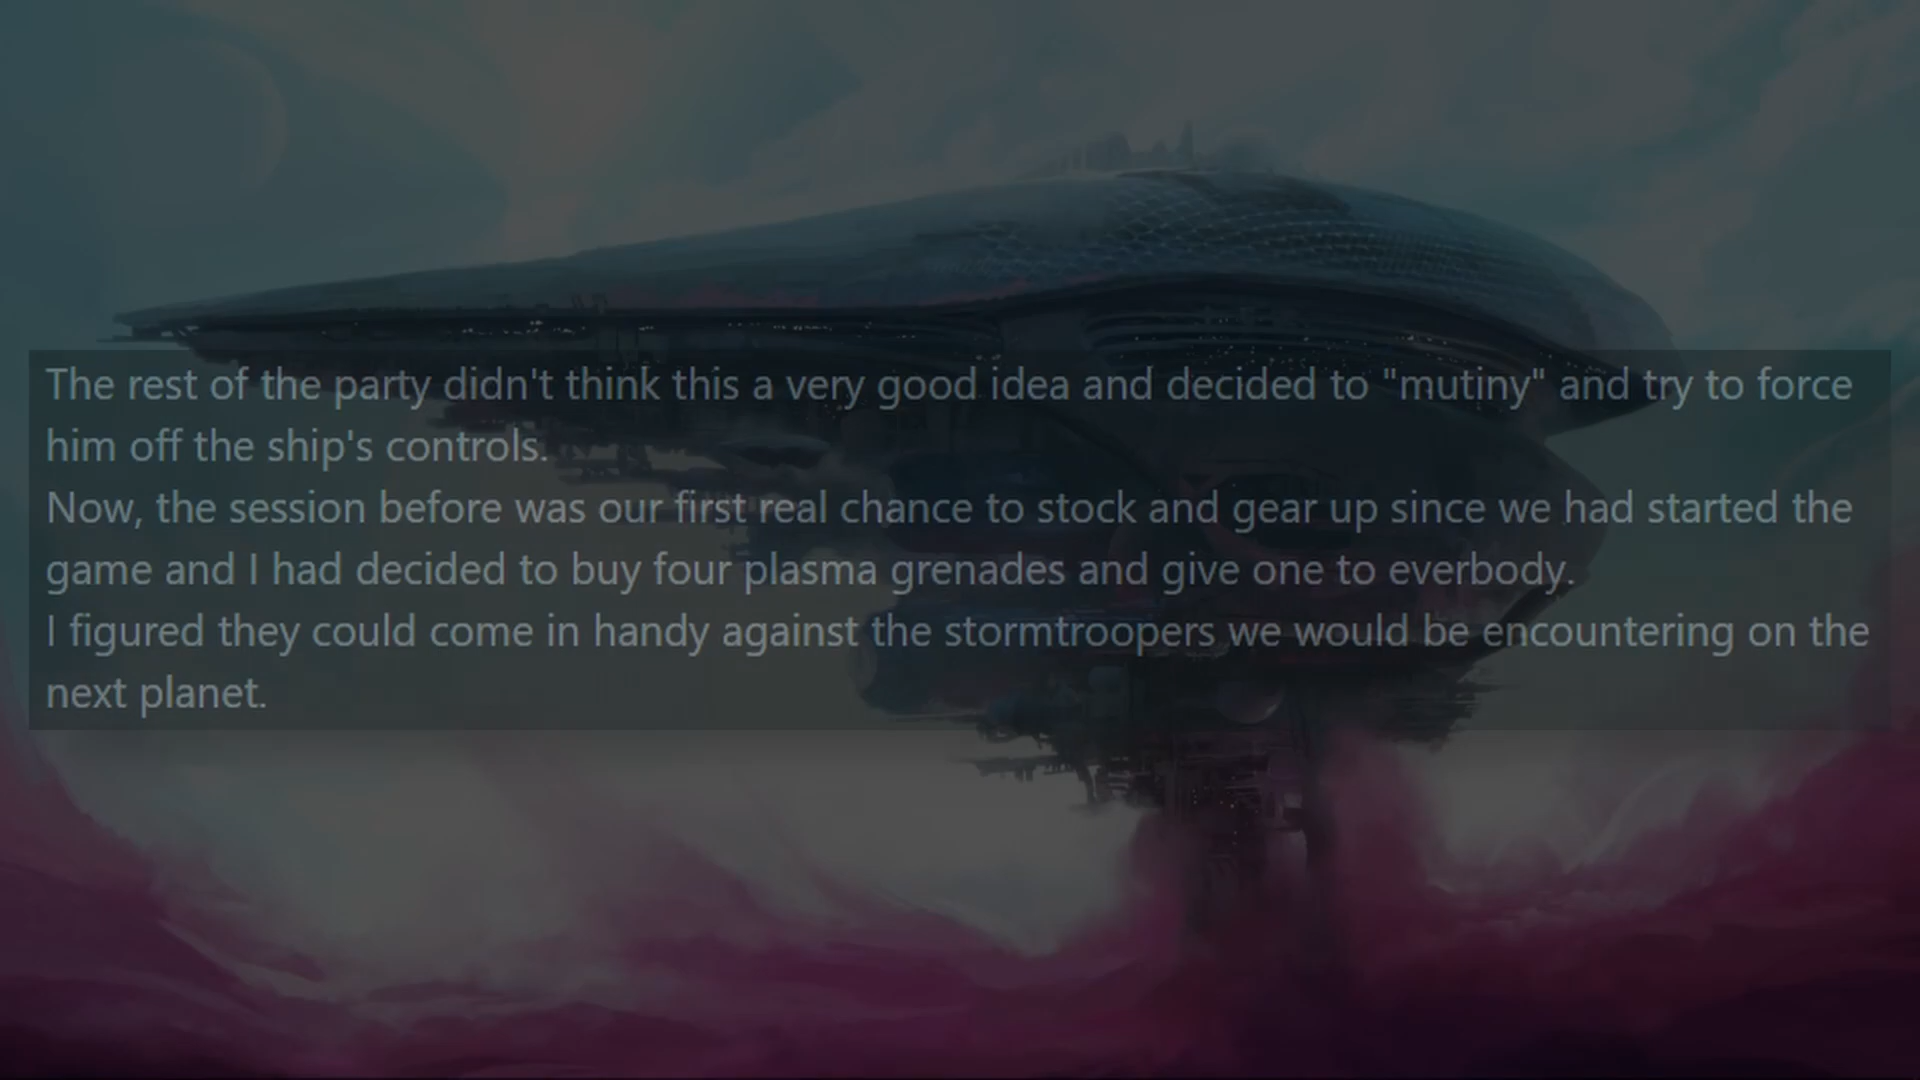 The rest of the party didn't think this a very good idea and decided to "mutiny" and try to force
him off the ship's controls.
Now, the session before was our first real chance to stock and gear up since we had started the
game and I had decided to buy four plasma grenades and give one to everbody.
I figured they could come in handy against the stormtroopers we would be encountering on the
next planet.